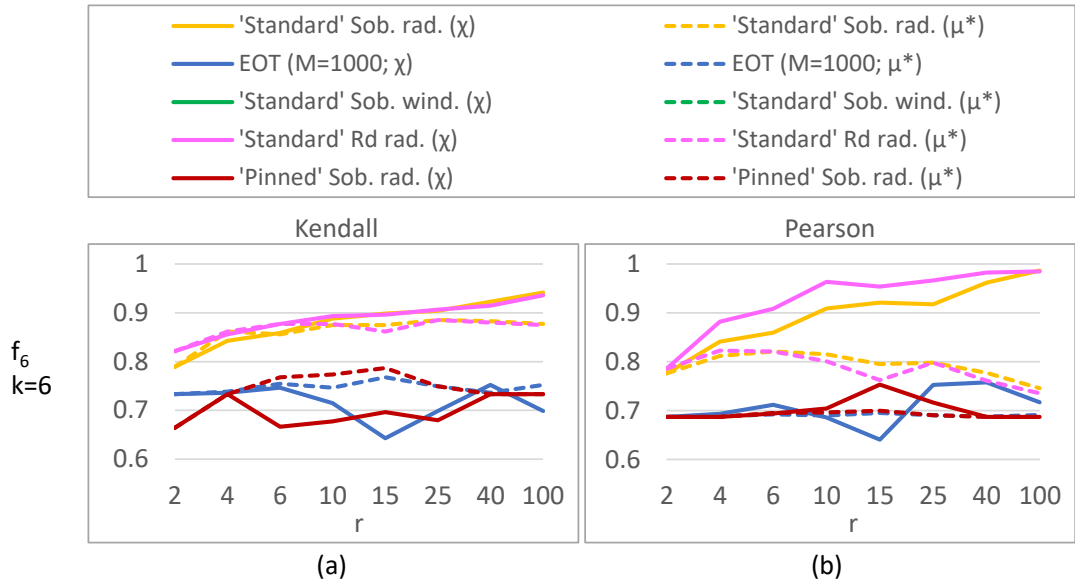 'Standard' Sob. rad. (χ) 'Standard' Sob. rad. (μ*)
EOT (M=1000; χ) EOT (M=1000; μ*)
'Standard' Sob. wind. (χ) 'Standard' Sob. wind. (μ*)
'Standard' Rd rad. (χ) 'Standard' Rd rad. (μ*)
'Pinned' Sob. rad. (χ) 'Pinned' Sob. rad. (μ*)
Kendall Pearson
1 1
0.9 0.9
0.8 0.8
f₆
k=6
0.7 0.7
0.6 0.6
2 4 6 10 15 25 40 100 2 4 6 10 15 25 40 100
r r
(a) (b)